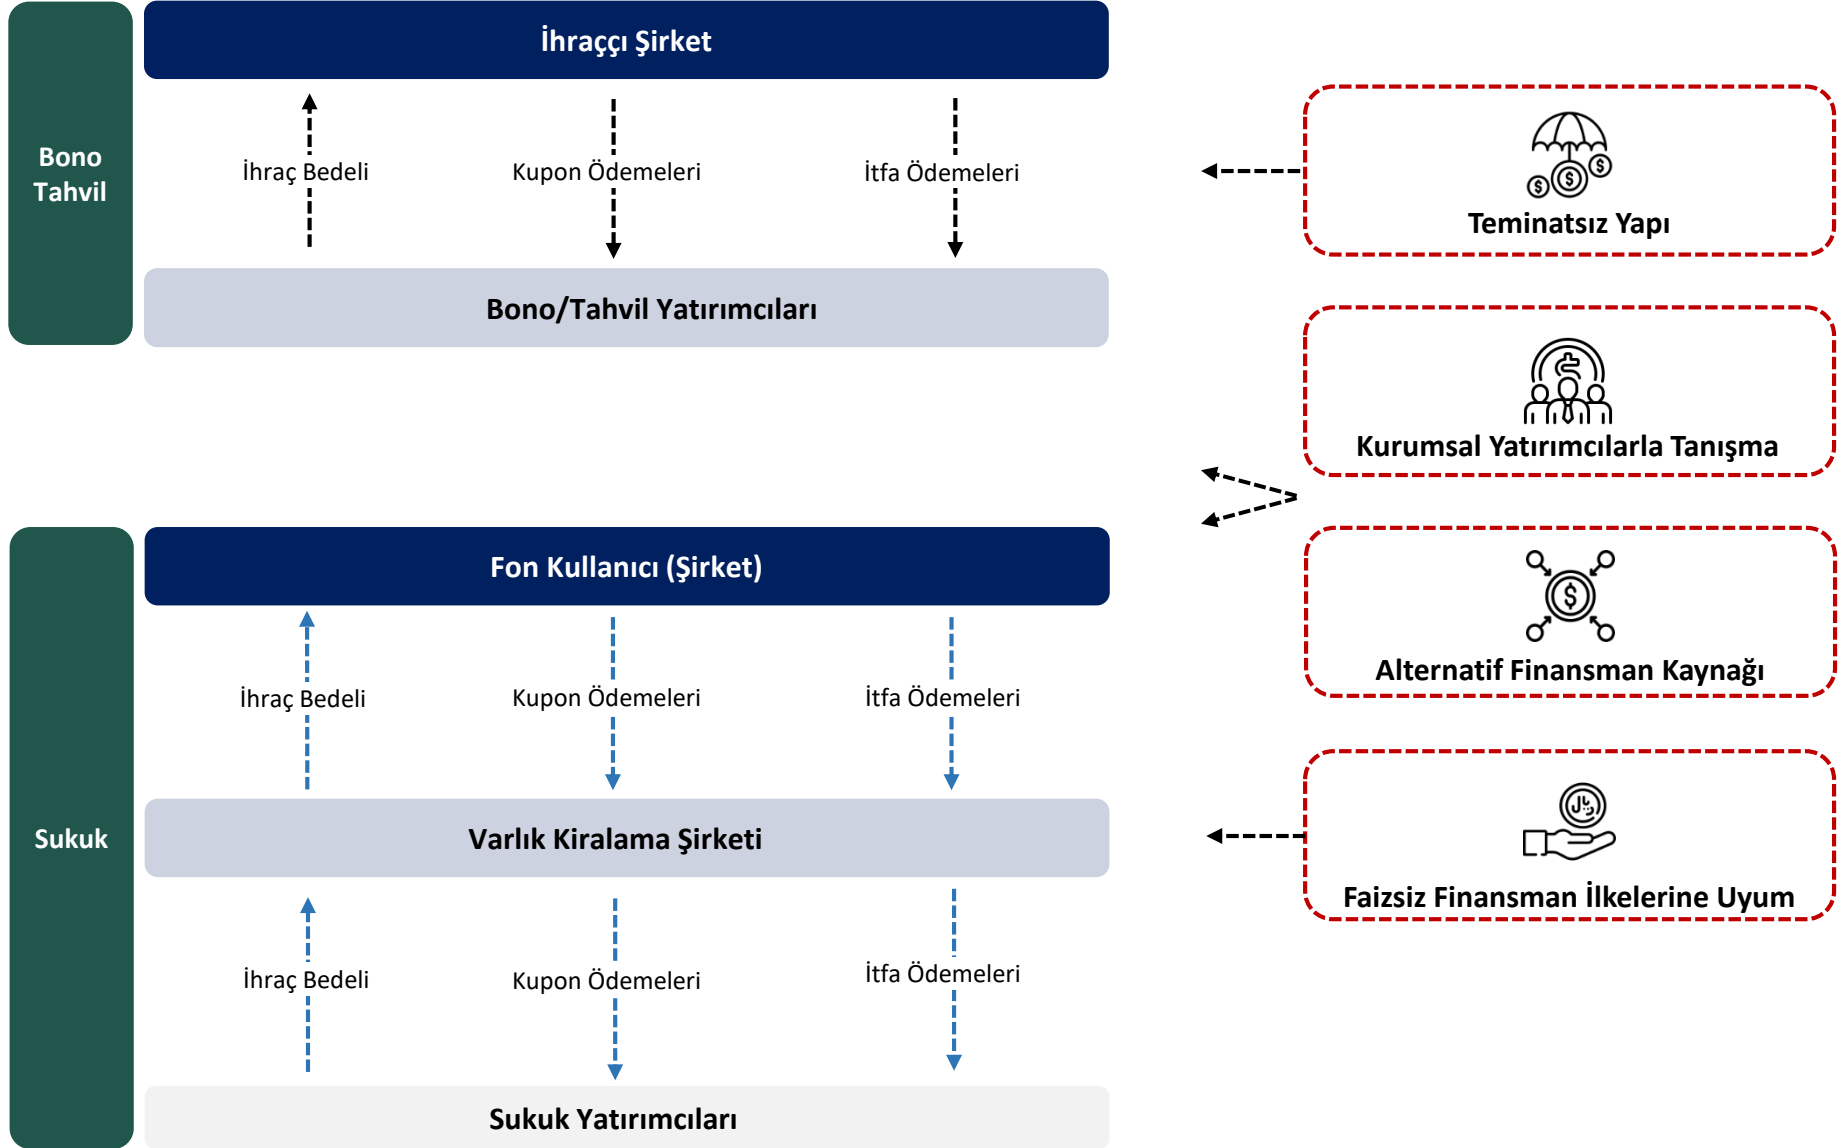 Bono
Tahvil
İhraççı Şirket
İhraç Bedeli
Kupon Ödemeleri
İtfa Ödemeleri
Bono/Tahvil Yatırımcıları
Sukuk
Fon Kullanıcı (Şirket)
İhraç Bedeli
Kupon Ödemeleri
İtfa Ödemeleri
Varlık Kiralama Şirketi
İhraç Bedeli
Kupon Ödemeleri
İtfa Ödemeleri
Sukuk Yatırımcıları
Teminatsız Yapı
Kurumsal Yatırımcılarla Tanışma
Alternatif Finansman Kaynağı
Faizsiz Finansman İlkelerine Uyum